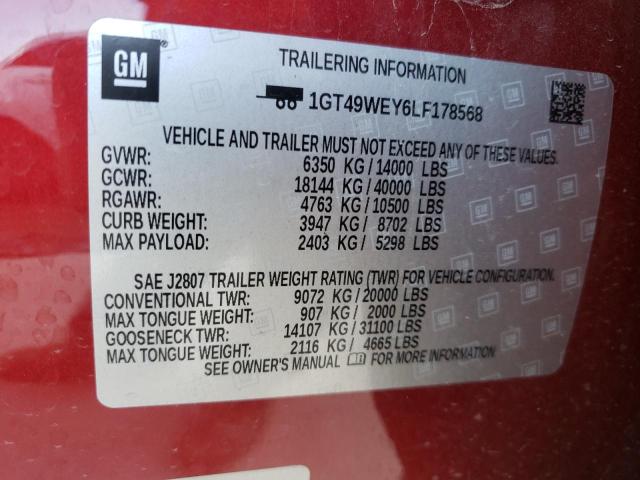 GM
TRAILERING INFORMATION
1GT49WEY6LF178568
VEHICLE AND TRAILER MUST NOT EXCEED ANY OF THESE VALUES.
GVWR: 6350 KG / 14000 LBS
GCWR: 18144 KG / 40000 LBS
RGAWR: 4763 KG / 10500 LBS
CURB WEIGHT: 3947 KG / 8702 LBS
MAX PAYLOAD: 2403 KG / 5298 LBS
SAE J2807 TRAILER WEIGHT RATING (TWR) FOR VEHICLE CONFIGURATION.
CONVENTIONAL TWR: 9072 KG / 20000 LBS
MAX TONGUE WEIGHT: 907 KG / 2000 LBS
GOOSENECK TWR: 14107 KG / 31100 LBS
MAX TONGUE WEIGHT: 2116 KG / 4665 LBS
SEE OWNER'S MANUAL FOR MORE INFORMATION